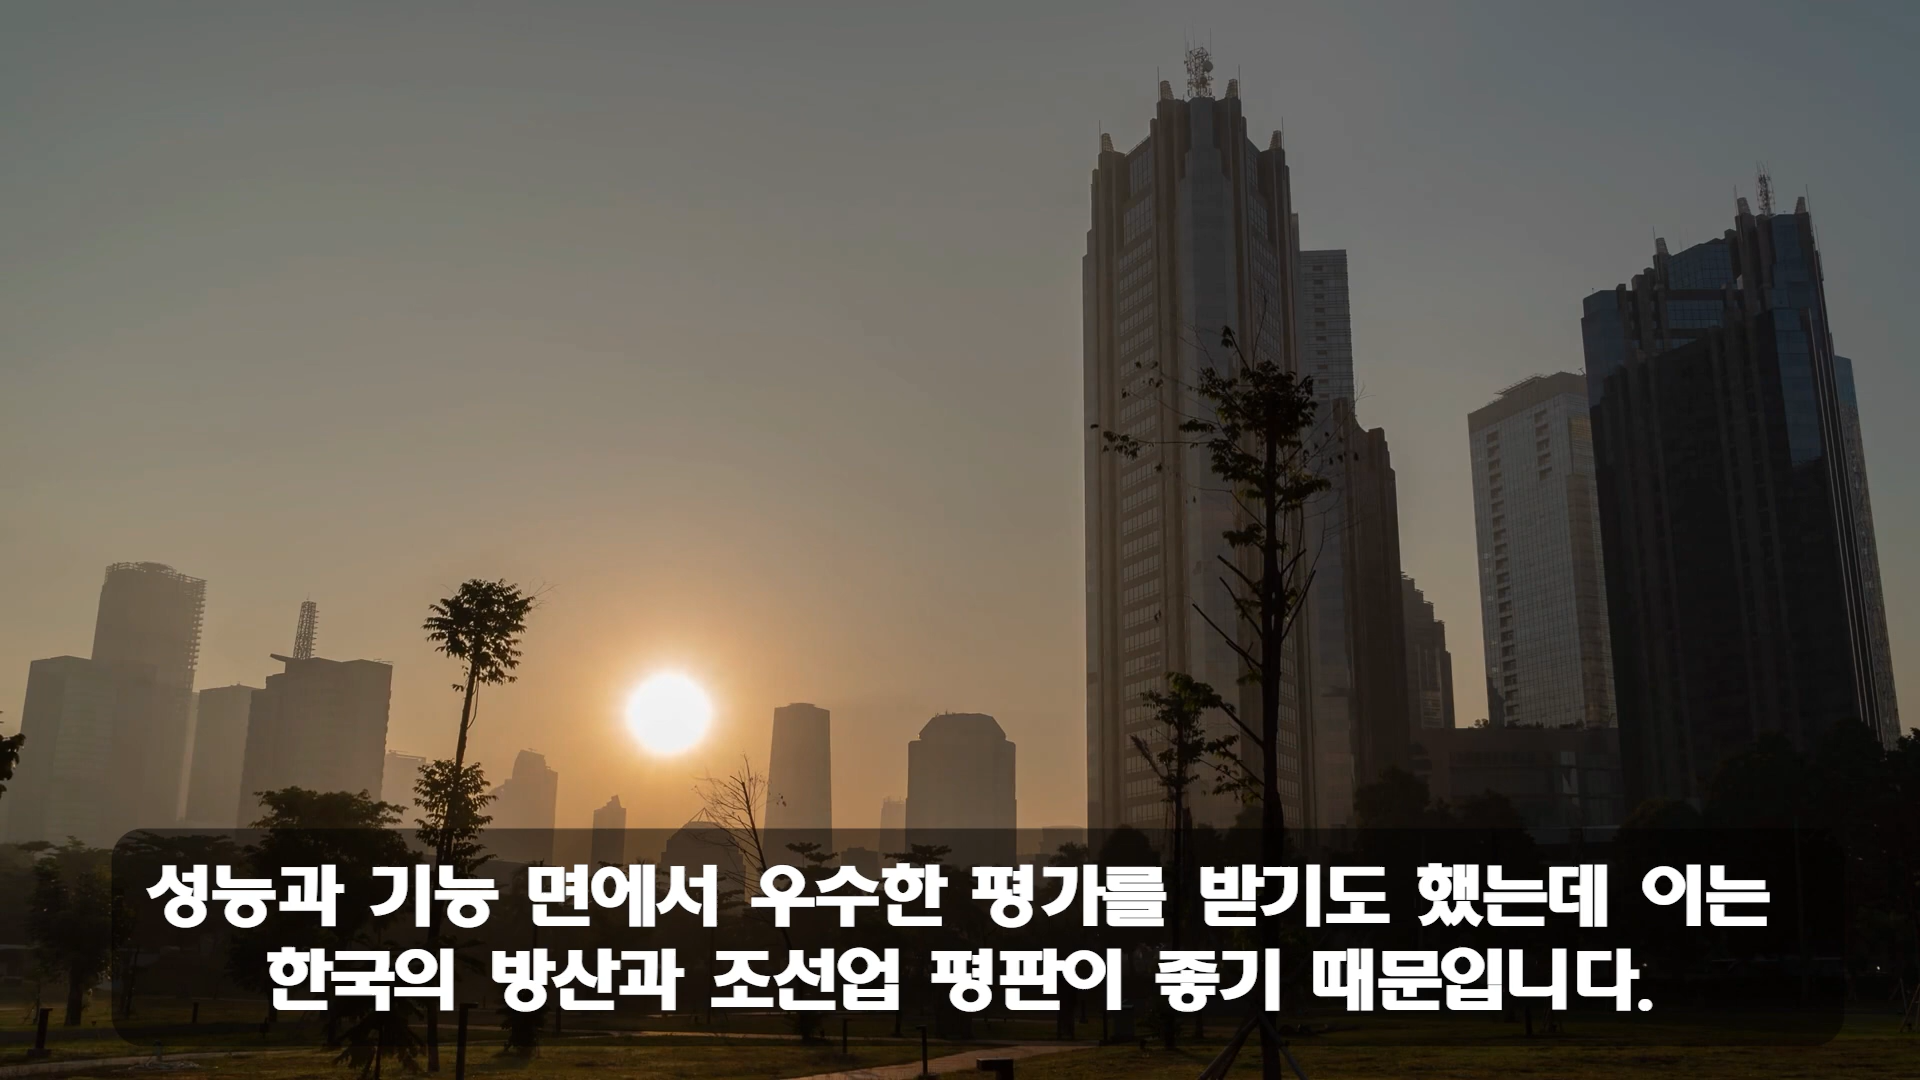 성능과 기능 면에서 우수한 평가를 받기도 했는데 이는
한국의 방산과 조선업 평판이 좋기 때문입니다.